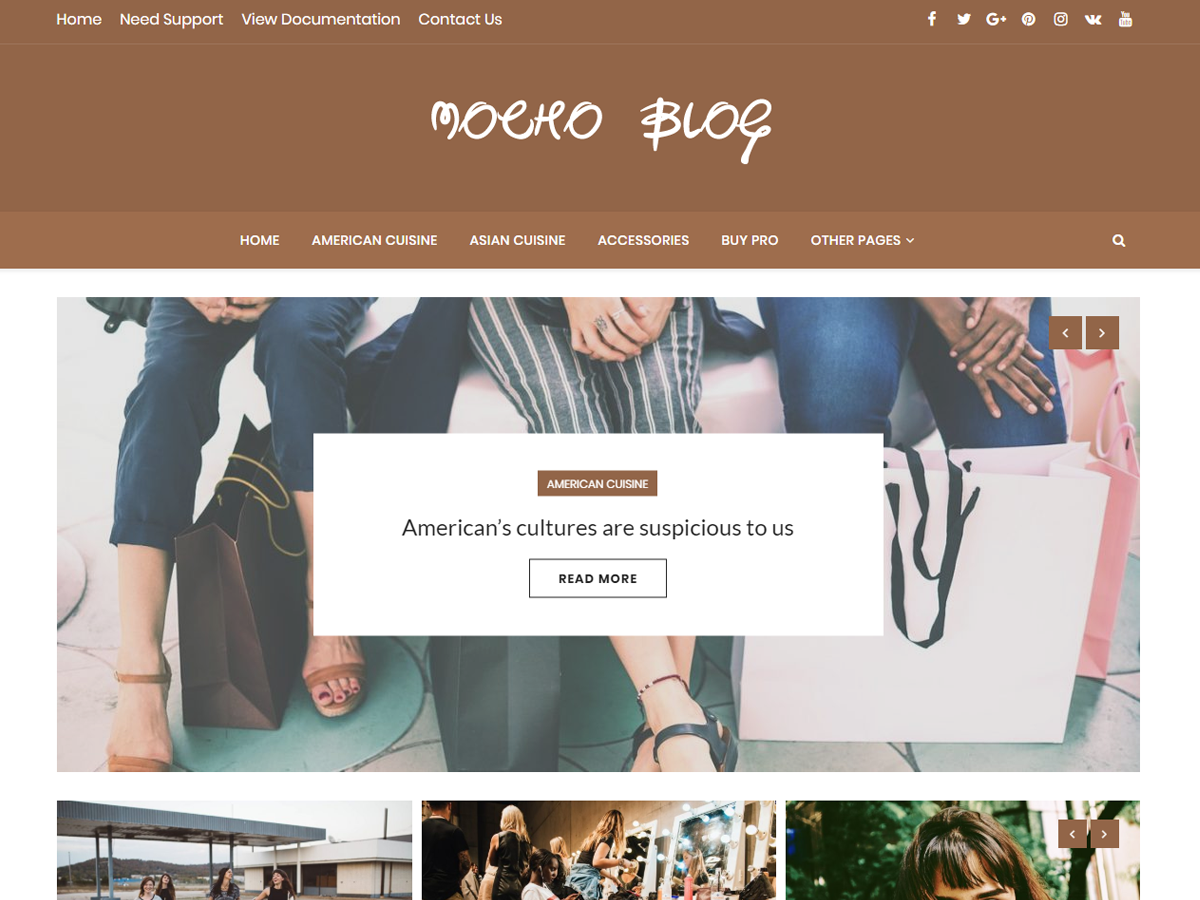 Home Need Support View Documentation Contact Us
MOCHO BLOG
HOME AMERICAN CUISINE ASIAN CUISINE ACCESSORIES BUY PRO OTHER PAGES
AMERICAN CUISINE
American’s cultures are suspicious to us
READ MORE